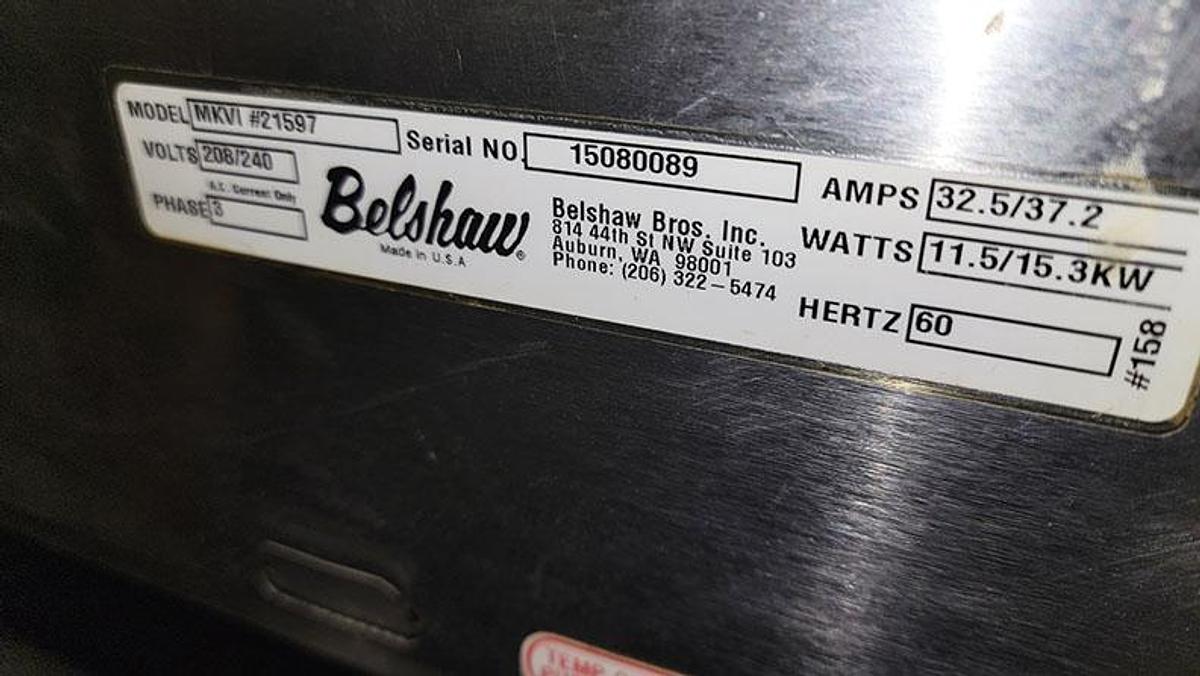 MODEL MKVI #21597
VOLTS 208/240
A.C. Current Only
PHASE 3
Belshaw®
Made in U.S.A
Serial NO. 15080089
Belshaw Bros. Inc.
814 44th St NW Suite 103
Auburn, WA 98001
Phone: (206) 322-5474
AMPS 32.5/37.2
WATTS 11.5/15.3KW
HERTZ 60
#158
TEMP